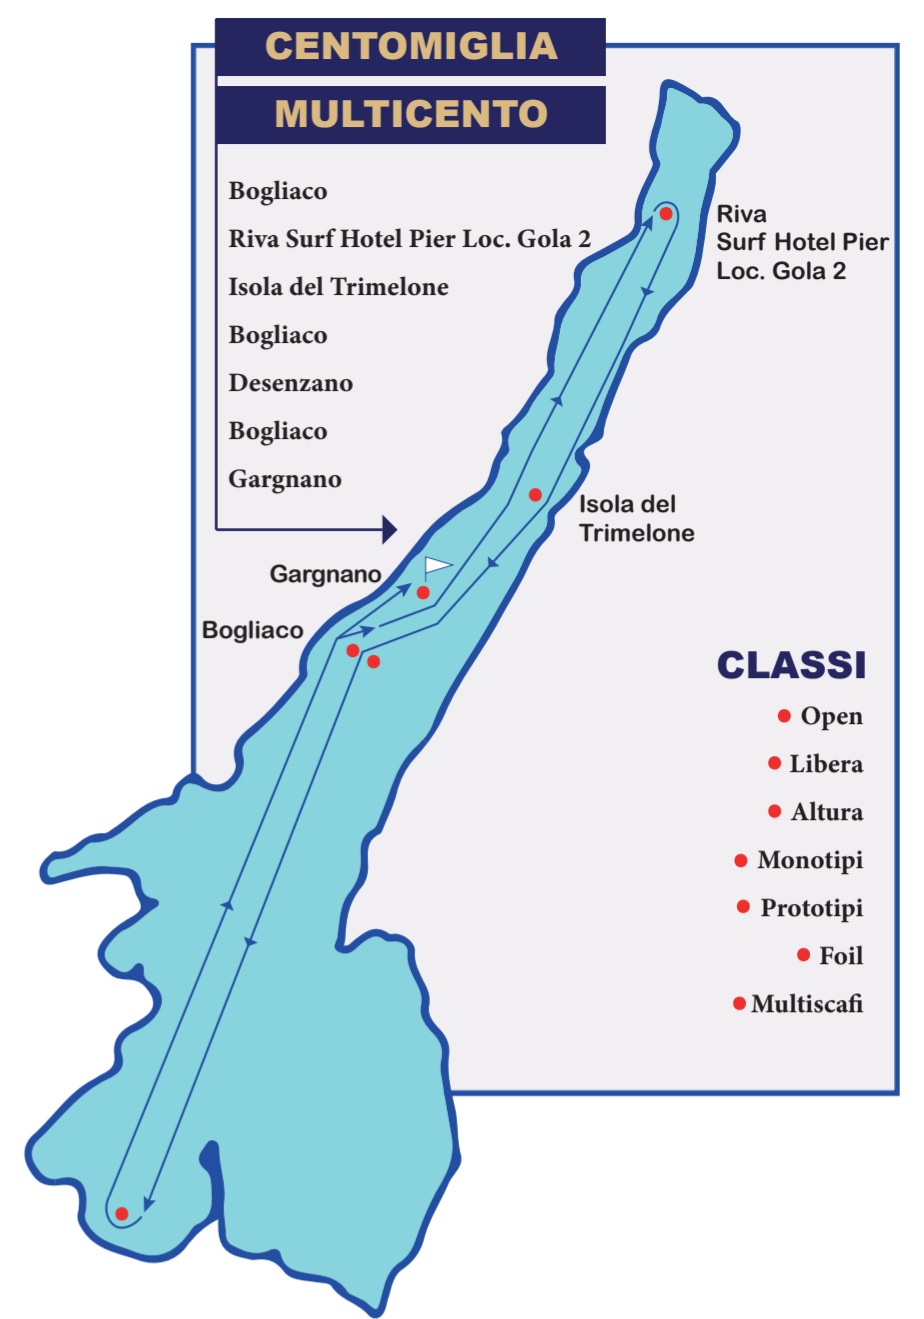 CENTOMIGLIA
MULTICENTO
Bogliaco
Riva Surf Hotel Pier Loc. Gola 2
Isola del Trimelone
Bogliaco
Desenzano
Bogliaco
Gargnano
Riva
Surf Hotel Pier
Loc. Gola 2
Isola del
Trimelone
Gargnano
Bogliaco
CLASSI
Open
Libera
Altura
Monotipi
Prototipi
Foil
Multiscafi